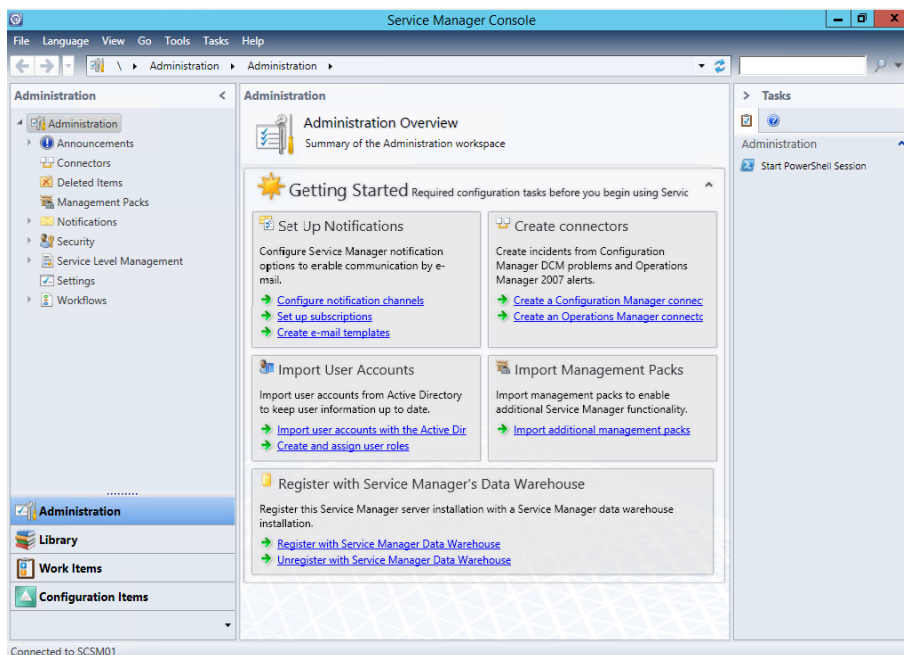 Service Manager Console
File Language View Go Tools Tasks Help
\ Administration Administration
Administration
Administration
Announcements
Connectors
Deleted Items
Management Packs
Notifications
Security
Service Level Management
Settings
Workflows
Administration
Library
Work Items
Configuration Items
Administration
Administration Overview
Summary of the Administration workspace
Getting Started Required configuration tasks before you begin using Servic
Set Up Notifications
Configure Service Manager notification
options to enable communication by e-
mail.
Configure notification channels
Set up subscriptions
Create e-mail templates
Create connectors
Create incidents from Configuration
Manager DCM problems and Operations
Manager 2007 alerts.
Create a Configuration Manager connec
Create an Operations Manager connectc
Import User Accounts
Import user accounts from Active Directory
to keep user information up to date.
Import user accounts with the Active Dir
Create and assign user roles
Import Management Packs
Import management packs to enable
additional Service Manager functionality.
Import additional management packs
Register with Service Manager's Data Warehouse
Register this Service Manager server installation with a Service Manager data warehouse
installation.
Register with Service Manager Data Warehouse
Unregister with Service Manager Data Warehouse
Tasks
Administration
Start PowerShell Session
Connected to SCSM01